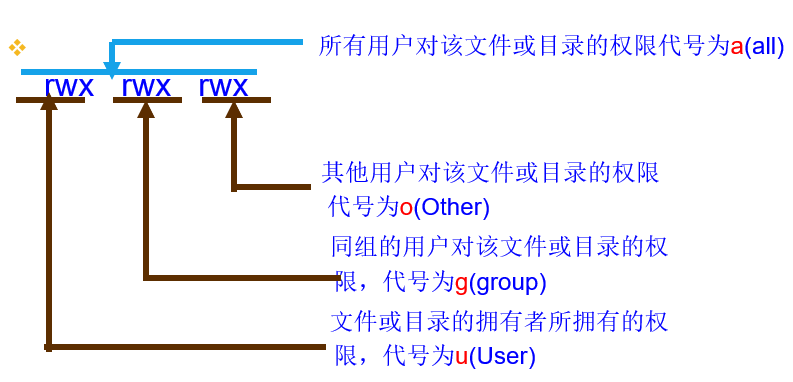 所有用户对该文件或目录的权限代号为a(all)
rwx rwx rwx
其他用户对该文件或目录的权限
代号为o(Other)
同组的用户对该文件或目录的权
限，代号为g(group)
文件或目录的拥有者所拥有的权
限，代号为u(User)